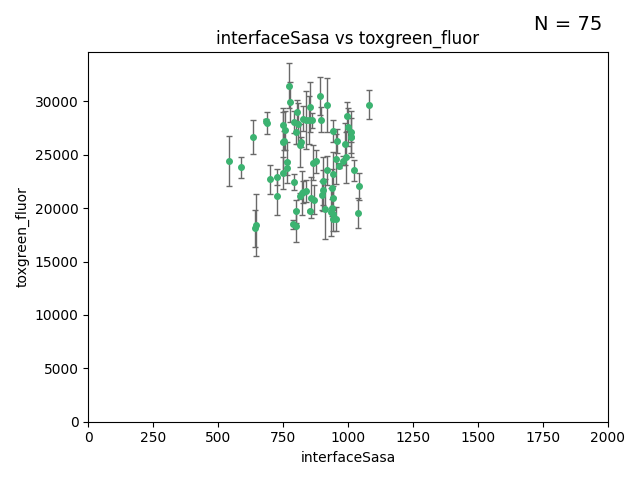 N = 75
interfaceSasa vs toxgreen_fluor
toxgreen_fluor
30000
25000
20000
15000
10000
5000
0
0 250 500 750 1000 1250 1500 1750 2000
interfaceSasa